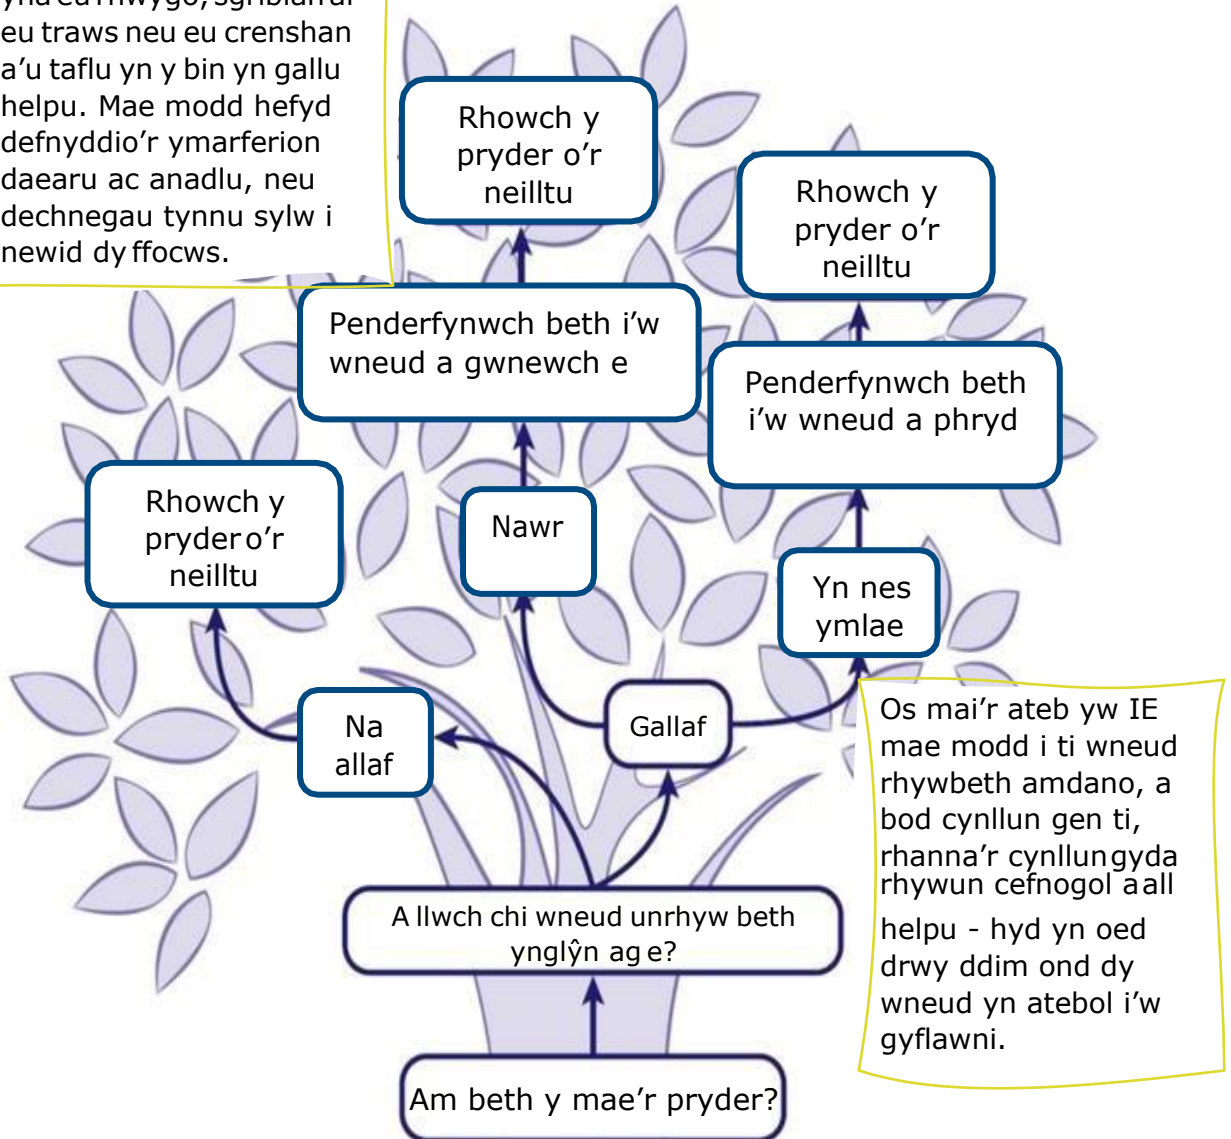 eu traws neu eu crenshan
a'u taflu yn y bin yn gallu
helpu. Mae modd hefyd
defnyddio'r ymarferion
daearu ac anadlu, neu
dechnegau tynnu sylw i
newid dy ffocws.
Rhowch y
pryder o'r
neilltu
Rhowch y
pryder o'r
neilltu
Penderfynwch beth i'w
wneud a gwnewch e
Penderfynwch beth
i'w wneud a phryd
Rhowch y
pryder o'r
neilltu
Nawr
Yn nes
ymlae
Na
allaf
Gallaf
Os mai'r ateb yw IE
mae modd i ti wneud
rhywbeth amdano, a
bod cynllun gen ti,
rhanna'r cynllun gyda
rhywun cefnogol a all
helpu - hyd yn oed
drwy ddim ond dy
wneud yn atebol i'w
gyflawni.
A llwch chi wneud unrhyw beth
ynglŷn ag e?
Am beth y mae'r pryder?